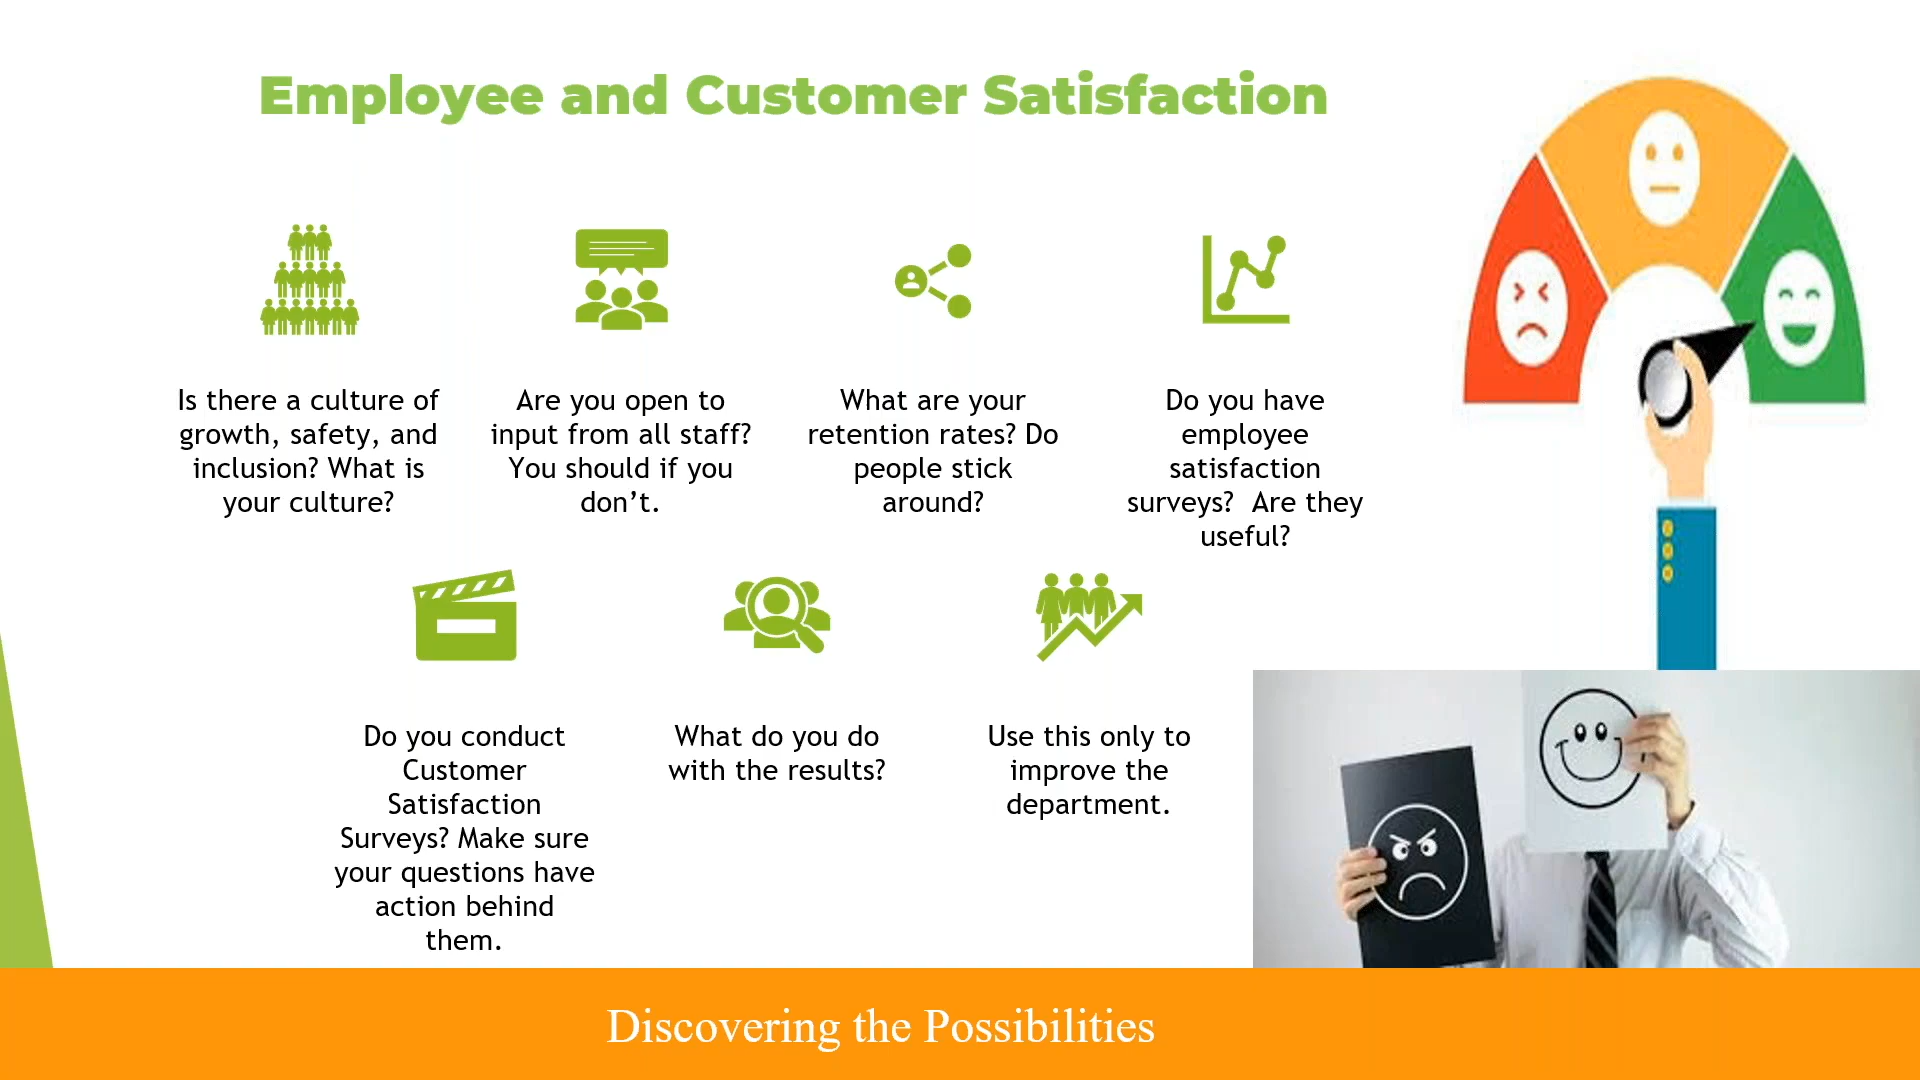 Employee and Customer Satisfaction
Is there a culture of
growth, safety, and
inclusion? What is
your culture?
Are you open to
input from all staff?
You should if you
don’t.
What are your
retention rates? Do
people stick
around?
Do you have
employee
satisfaction
surveys?  Are they
useful?
Do you conduct
Customer
Satisfaction
Surveys? Make sure
your questions have
action behind
them.
What do you do
with the results?
Use this only to
improve the
department.
Discovering the Possibilities